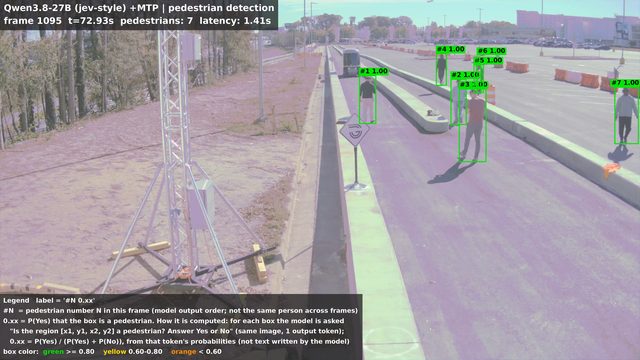 Qwen3.8-27B (jev-style) +MTP | pedestrian detection
frame 1095  t=72.93s  pedestrians: 7  latency: 1.41s
#4 1.00
#6 1.00
#5 1.00
#1 1.00
#2 1.00
#3 1.00
#7 1.00
Legend   label = '#N 0.xx'
#N  = pedestrian number N in this frame (model output order; not the same person across frames)
0.xx = P(Yes) that the box is a pedestrian. How it is computed: for each box the model is asked
"Is the region [x1, y1, x2, y2] a pedestrian? Answer Yes or No" (same image, 1 output token);
0.xx = P(Yes) / (P(Yes) + P(No)), from that token's probabilities (not text written by the model)
box color:  green >= 0.80   yellow 0.60-0.80   orange < 0.60